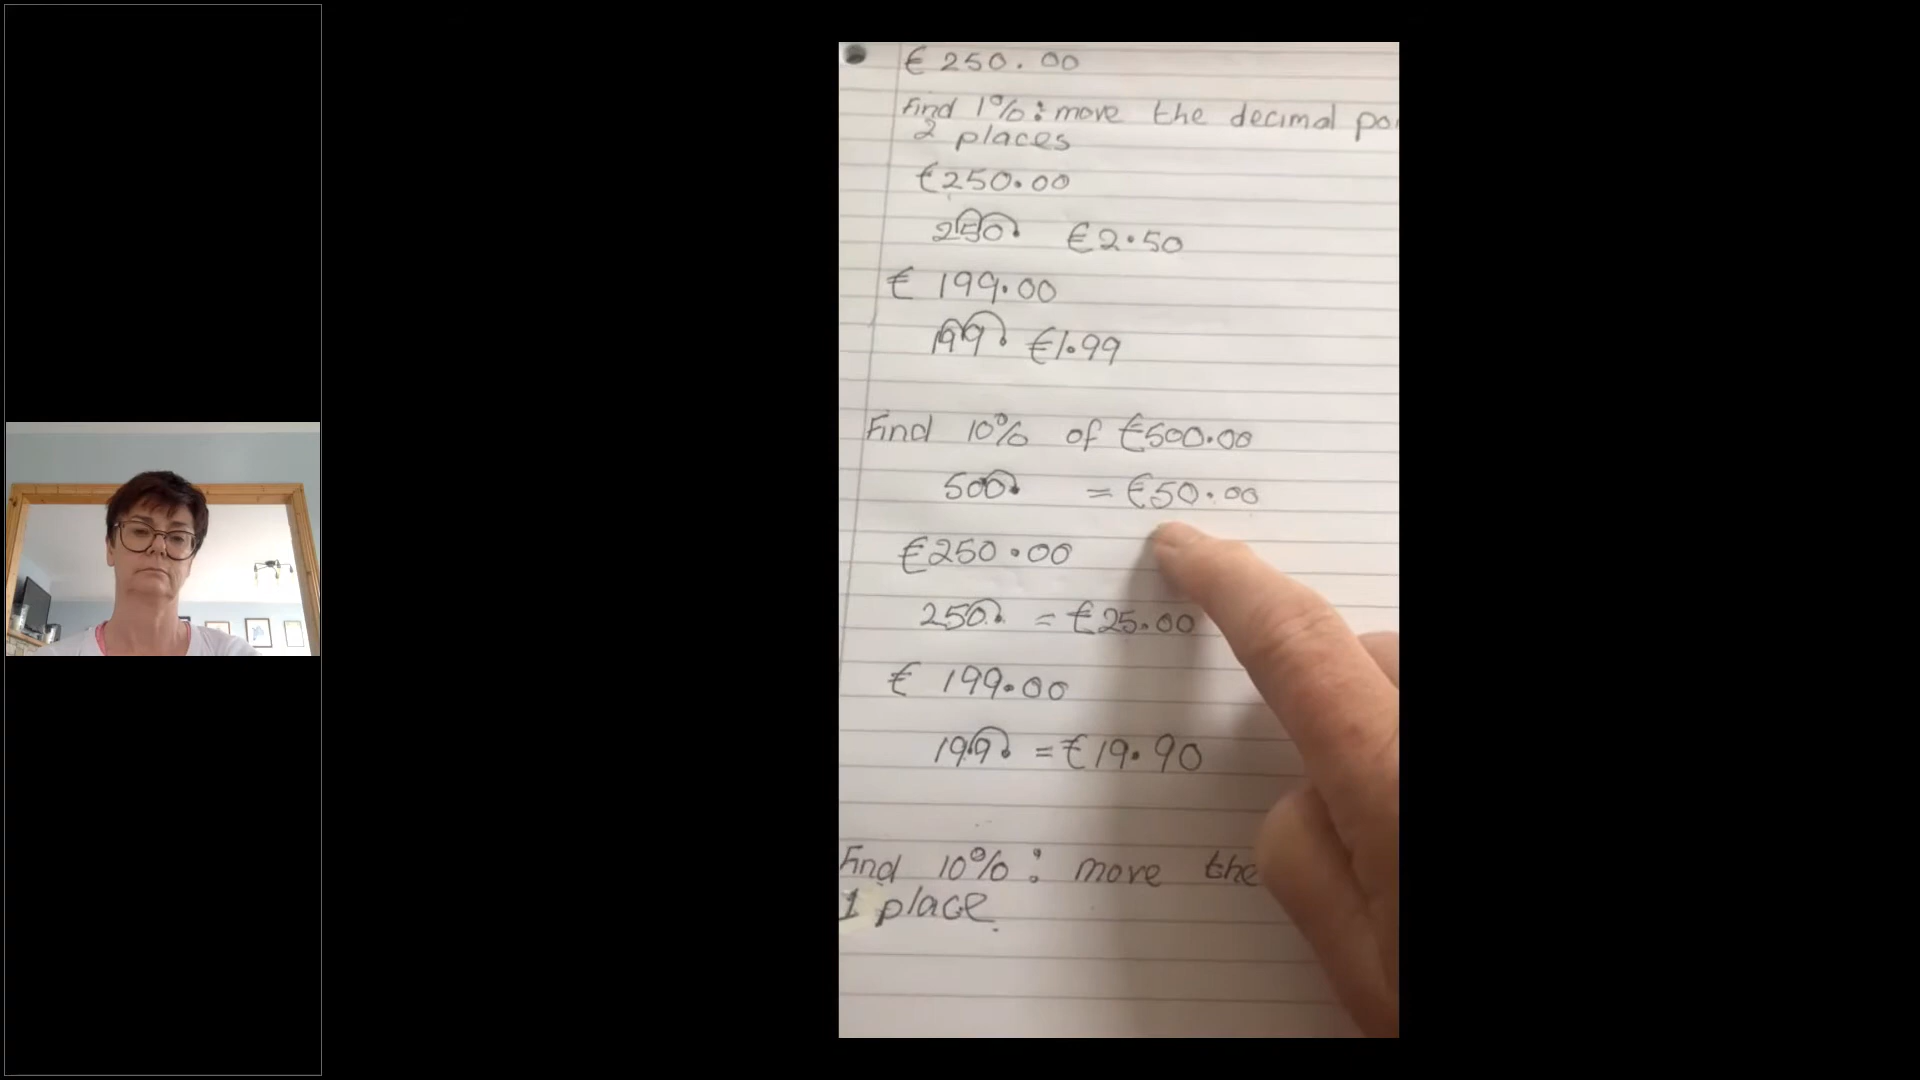 € 250.00
Find 1% : move the decimal
2 places
€250.00
250. €2.50
€ 199.00
199. €1.99
Find 10% of €500.00
500. = €50.00
€250.00
250. = €25.00
€ 199.00
199. = €19.90
Find 10% : move the
1 place.